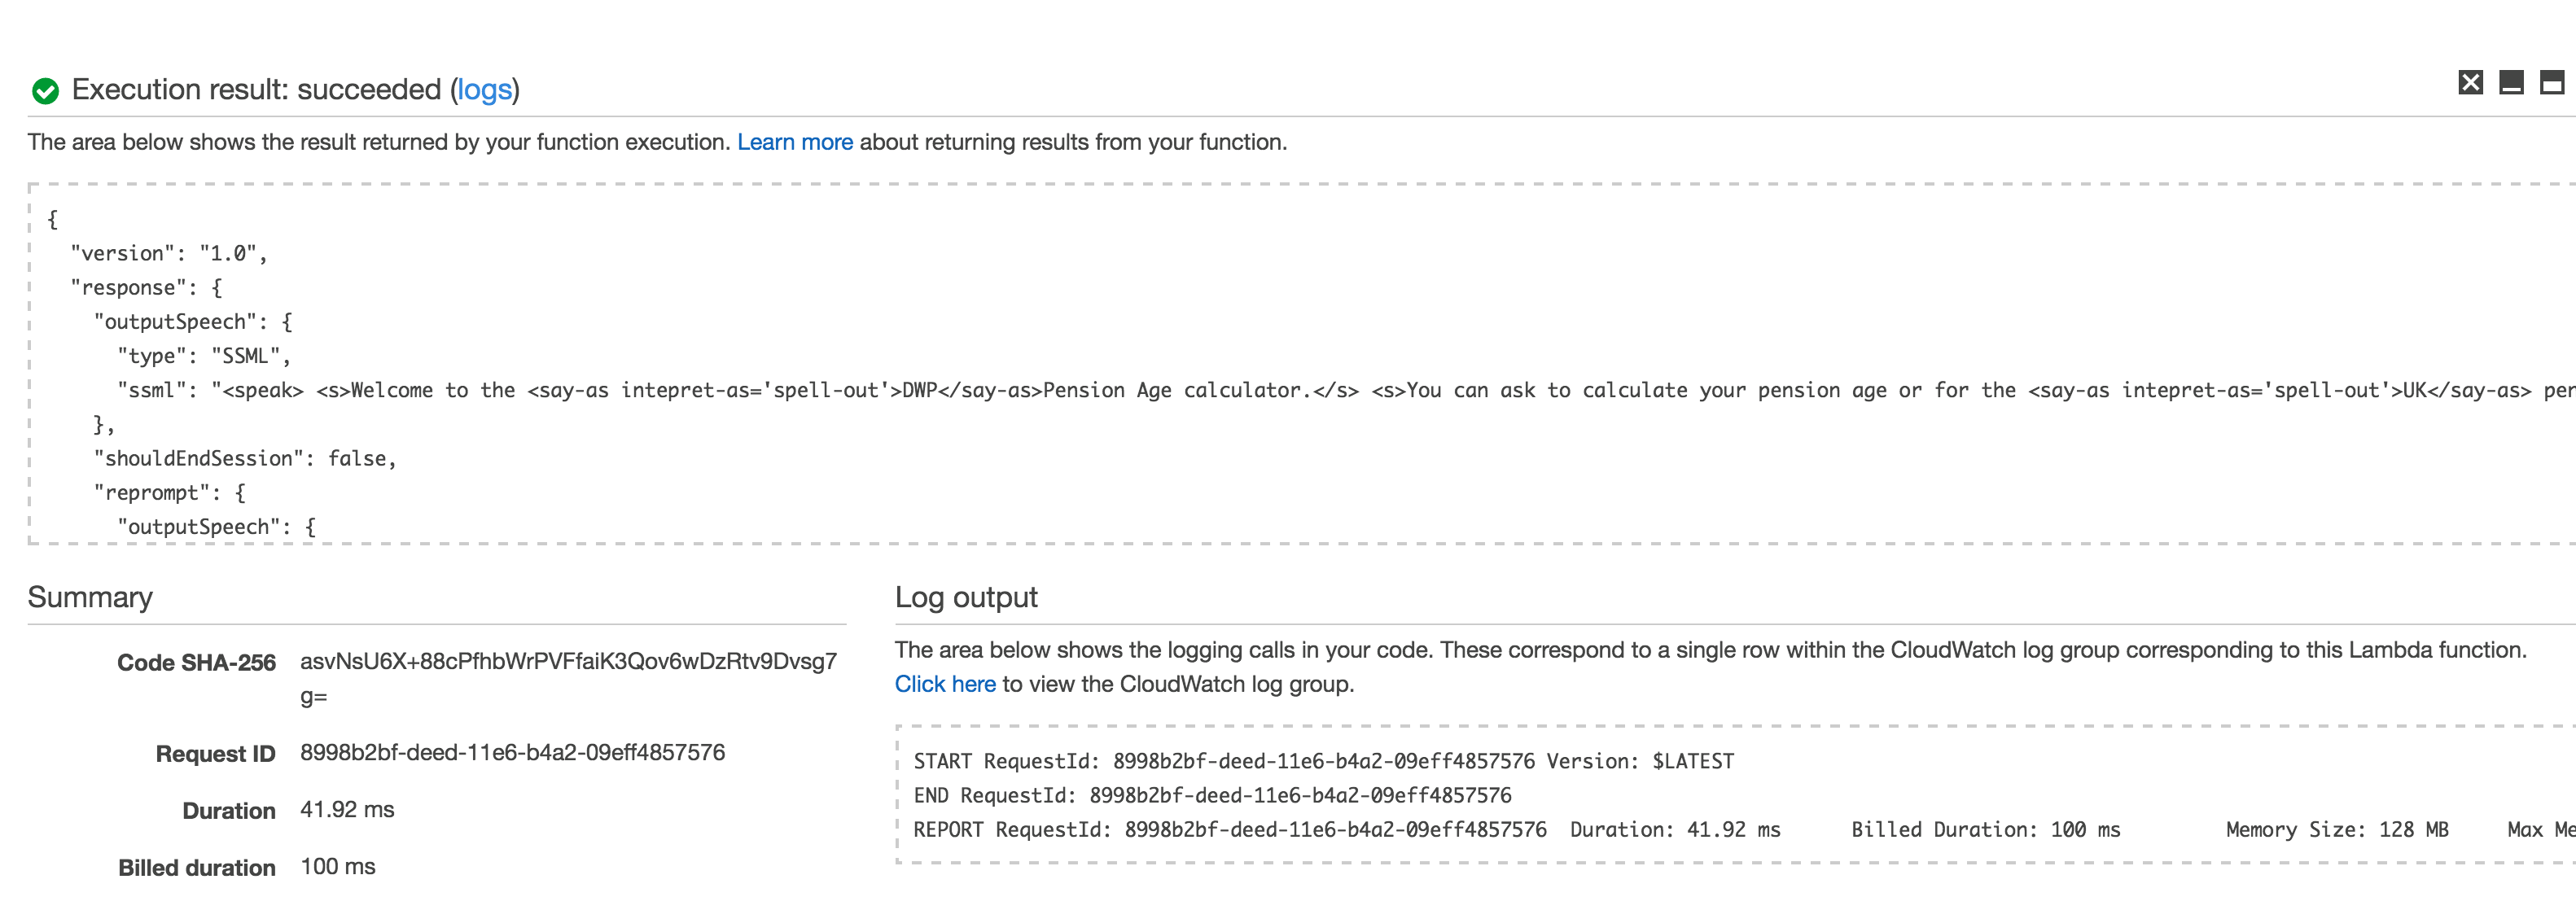 Execution result: succeeded (logs)
The area below shows the result returned by your function execution. Learn more about returning results from your function.
{
"version": "1.0",
"response": {
"outputSpeech": {
"type": "SSML",
"ssml": "<speak> <s>Welcome to the <say-as intepret-as='spell-out'>DWP</say-as>Pension Age calculator.</s> <s>You can ask to calculate your pension age or for the <say-as intepret-as='spell-out'>UK</say-as> pen
},
"shouldEndSession": false,
"reprompt": {
"outputSpeech": {
Summary
Code SHA-256 asvNsU6X+88cPfhbWrPVFfaiK3Qov6wDzRtv9Dvsg7
g=
Request ID 8998b2bf-deed-11e6-b4a2-09eff4857576
Duration 41.92 ms
Billed duration 100 ms
Log output
The area below shows the logging calls in your code. These correspond to a single row within the CloudWatch log group corresponding to this Lambda function.
Click here to view the CloudWatch log group.
START RequestId: 8998b2bf-deed-11e6-b4a2-09eff4857576 Version: $LATEST
END RequestId: 8998b2bf-deed-11e6-b4a2-09eff4857576
REPORT RequestId: 8998b2bf-deed-11e6-b4a2-09eff4857576 Duration: 41.92 ms Billed Duration: 100 ms Memory Size: 128 MB Max Me